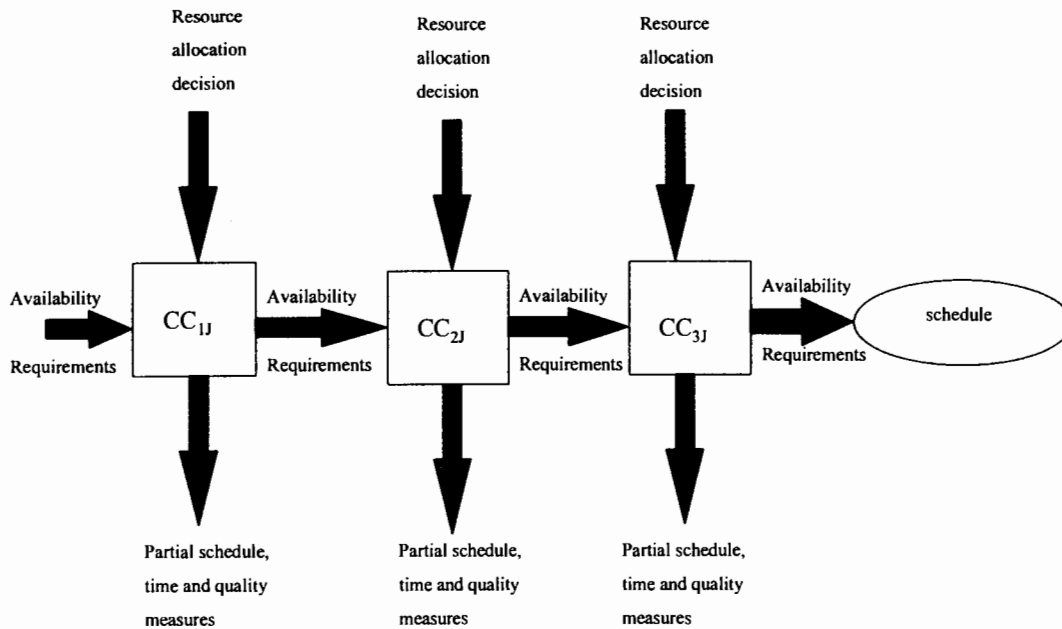 Resource
allocation
decision
Resource
allocation
decision
Resource
allocation
decision
Availability
CC1J
Requirements
Availability
Requirements
CC2J
Availability
Requirements
CC3J
Availability
Requirements
schedule
Partial schedule,
time and quality
measures
Partial schedule,
time and quality
measures
Partial schedule,
time and quality
measures